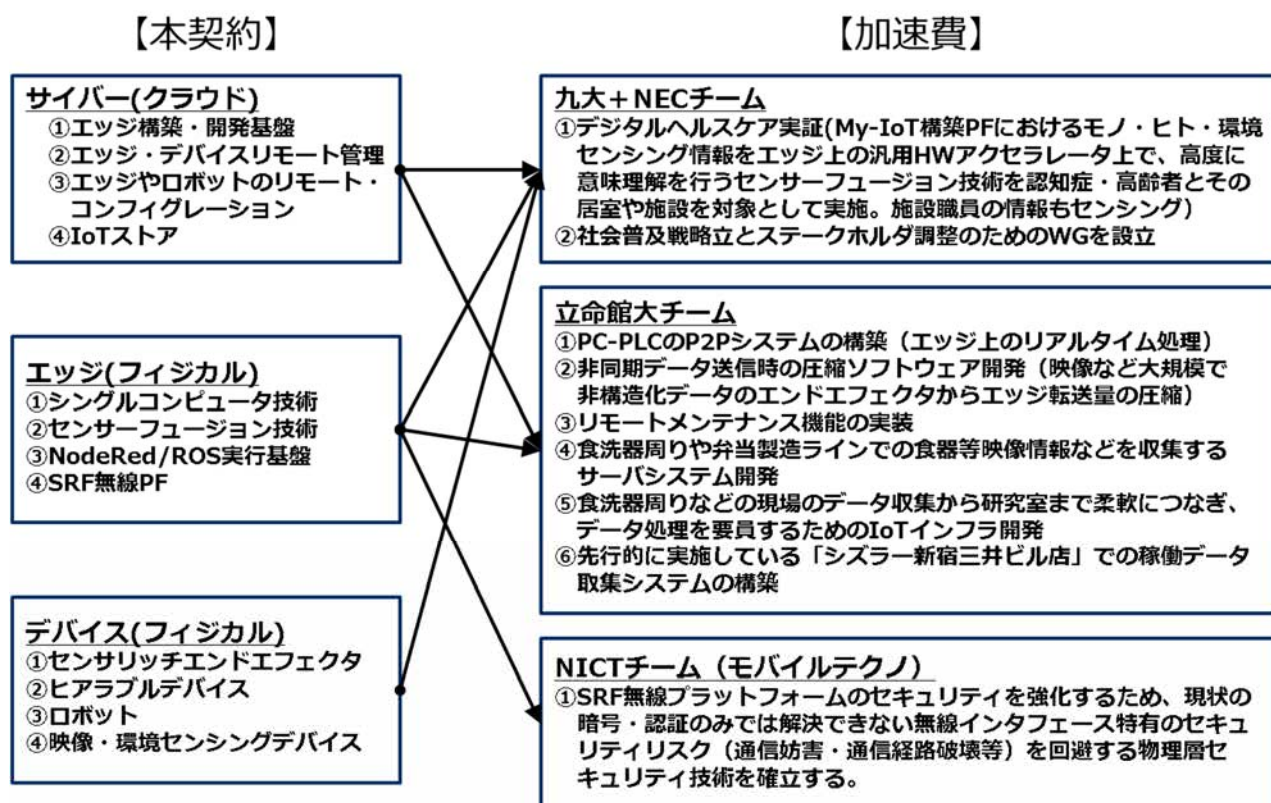 【本契約】
サイバー(クラウド)
①エッジ構築・開発基盤
②エッジ・デバイスリモート管理
③エッジやロボットのリモート・
コンフィグレーション
④IoTストア
エッジ(フィジカル)
①シングルコンピュータ技術
②センサーフュージョン技術
③NodeRed/ROS実行基盤
④SRF無線PF
デバイス(フィジカル)
①センサリッチエンドエフェクタ
②ヒアラブルデバイス
③ロボット
④映像・環境センシングデバイス
【加速費】
九大＋NECチーム
①デジタルヘルスケア実証(My-IoT構築PFにおけるモノ・ヒト・環境
センシング情報をエッジ上の汎用HWアクセラレータ上で、高度に
意味理解を行うセンサーフュージョン技術を認知症・高齢者とその
居室や施設を対象として実施。施設職員の情報もセンシング）
②社会普及戦略立とステークホルダ調整のためのWGを設立
立命館大チーム
①PC-PLCのP2Pシステムの構築（エッジ上のリアルタイム処理）
②非同期データ送信時の圧縮ソフトウェア開発（映像など大規模で
非構造化データのエンドエフェクタからエッジ転送量の圧縮）
③リモートメンテナンス機能の実装
④食洗器周りや弁当製造ラインでの食器等映像情報などを収集する
サーバシステム開発
⑤食洗器周りなどの現場のデータ収集から研究室まで柔軟につなぎ、
データ処理を要員するためのIoTインフラ開発
⑥先行的に実施している「シズラー新宿三井ビル店」での稼働データ
取集システムの構築
NICTチーム（モバイルテクノ）
①SRF無線プラットフォームのセキュリティを強化するため、現状の
暗号・認証のみでは解決できない無線インタフェース特有のセキュ
リティリスク（通信妨害・通信経路破壊等）を回避する物理層セ
キュリティ技術を確立する。